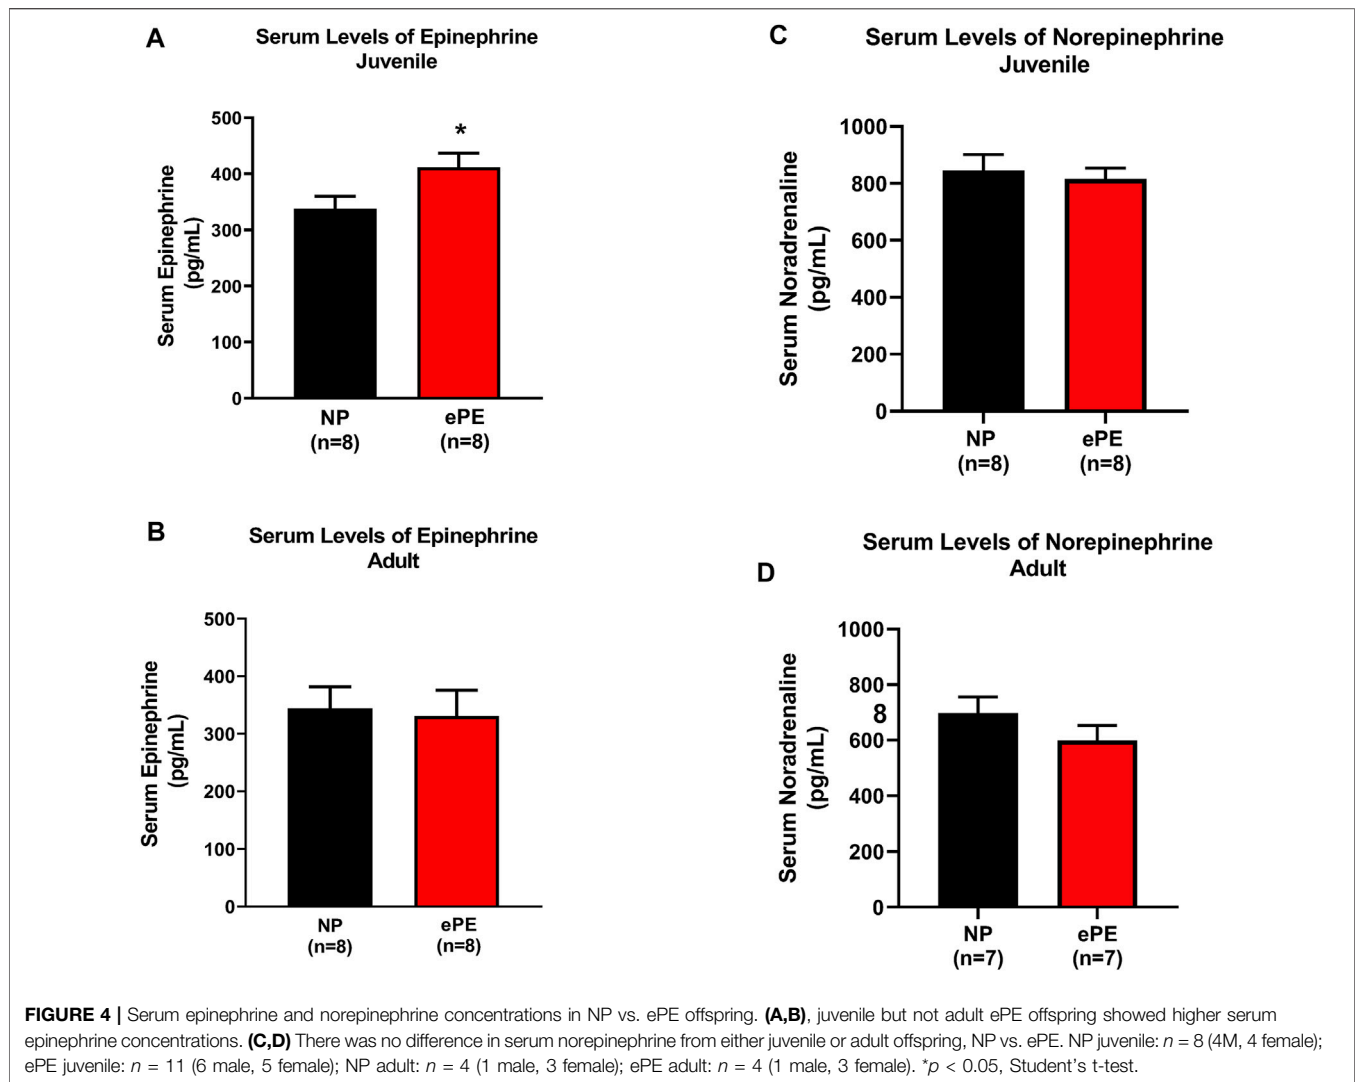 A
Serum Levels of Epinephrine
Juvenile
500
400
300
200
100
0
Serum Epinephrine
(pg/mL)
*
NP
(n=8)
ePE
(n=8)
C
Serum Levels of Norepinephrine
Juvenile
1000
800
600
400
200
0
Serum Noradrenaline
(pg/mL)
NP
(n=8)
ePE
(n=8)
B
Serum Levels of Epinephrine
Adult
500
400
300
200
100
0
Serum Epinephrine
(pg/mL)
NP
(n=8)
ePE
(n=8)
D
Serum Levels of Norepinephrine
Adult
1000
800
8
600
400
200
0
Serum Noradrenaline
(pg/mL)
NP
(n=7)
ePE
(n=7)
FIGURE 4 | Serum epinephrine and norepinephrine concentrations in NP vs. ePE offspring. (A,B), juvenile but not adult ePE offspring showed higher serum
epinephrine concentrations. (C,D) There was no difference in serum norepinephrine from either juvenile or adult offspring, NP vs. ePE. NP juvenile: n = 8 (4M, 4 female);
ePE juvenile: n = 11 (6 male, 5 female); NP adult: n = 4 (1 male, 3 female); ePE adult: n = 4 (1 male, 3 female). *p < 0.05, Student's t-test.